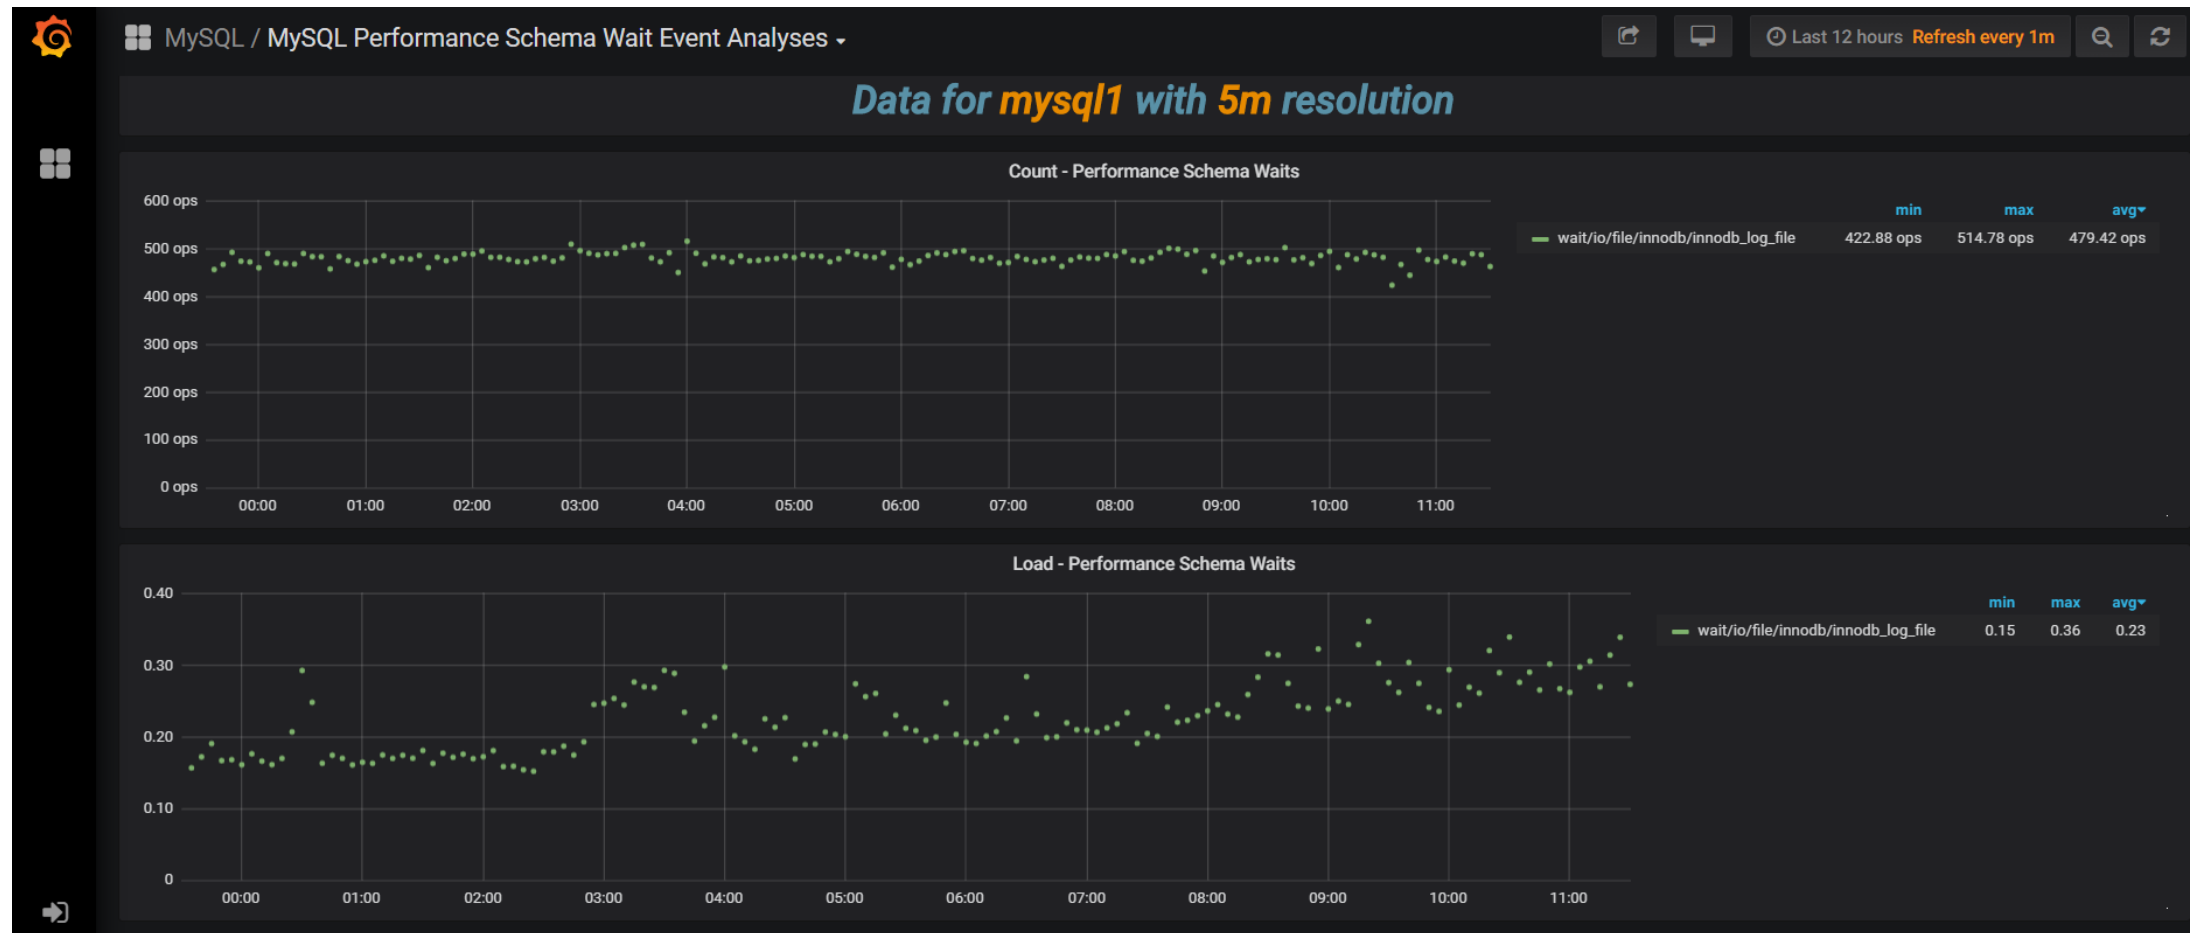 MySQL / MySQL Performance Schema Wait Event Analyses
Last 12 hours Refresh every 1m
Data for mysql1 with 5m resolution
Count - Performance Schema Waits
600 ops
500 ops
400 ops
300 ops
200 ops
100 ops
0 ops
00:00 01:00 02:00 03:00 04:00 05:00 06:00 07:00 08:00 09:00 10:00 11:00
min max avg
wait/io/file/innodb/innodb_log_file 422.88 ops 514.78 ops 479.42 ops
Load - Performance Schema Waits
0.40
0.30
0.20
0.10
0
00:00 01:00 02:00 03:00 04:00 05:00 06:00 07:00 08:00 09:00 10:00 11:00
min max avg
wait/io/file/innodb/innodb_log_file 0.15 0.36 0.23